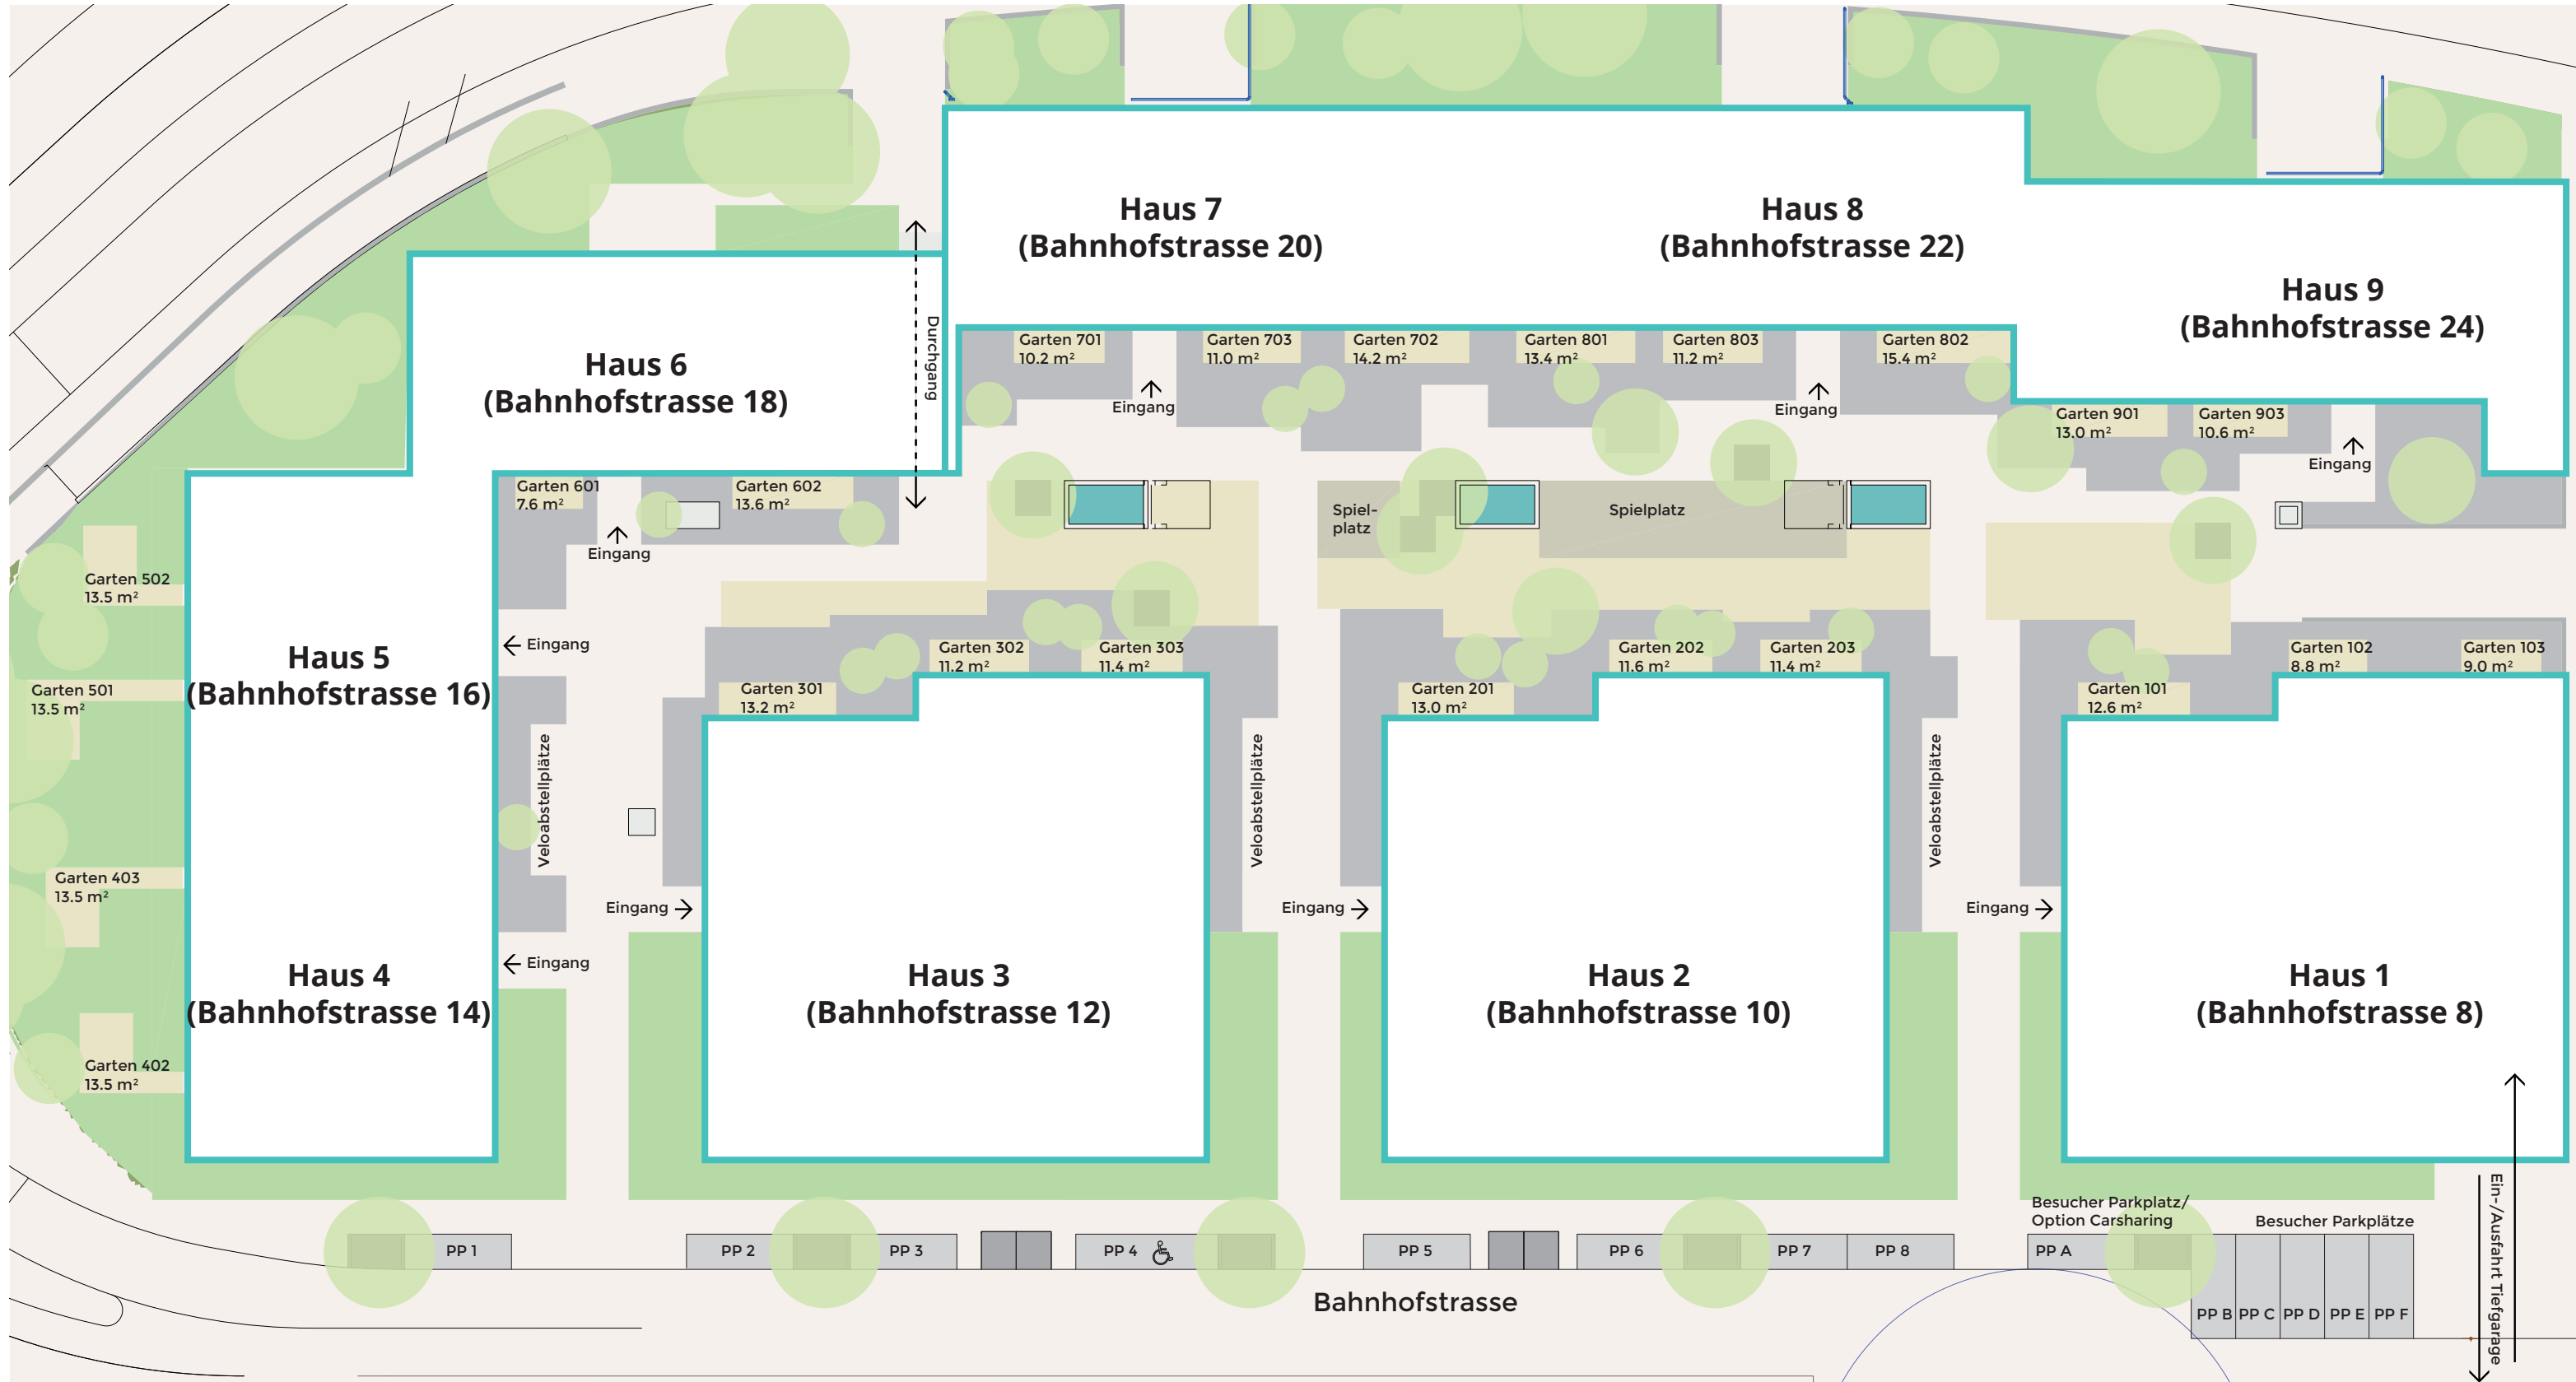 Haus 7
(Bahnhofstrasse 20)
Haus 8
(Bahnhofstrasse 22)
Haus 9
(Bahnhofstrasse 24)
Haus 6
(Bahnhofstrasse 18)
Durchgang
Garten 701
10.2 m²
Garten 703
11.0 m²
Garten 702
14.2 m²
Garten 801
13.4 m²
Garten 803
11.2 m²
Garten 802
15.4 m²
Eingang
Eingang
Garten 901
13.0 m²
Garten 903
10.6 m²
Eingang
Garten 601
7.6 m²
Garten 602
13.6 m²
Eingang
Spiel-
platz
Spielplatz
Garten 502
13.5 m²
Garten 501
13.5 m²
Haus 5
(Bahnhofstrasse 16)
Eingang
Garten 302
11.2 m²
Garten 303
11.4 m²
Garten 301
13.2 m²
Garten 202
11.6 m²
Garten 203
11.4 m²
Garten 201
13.0 m²
Garten 102
8.8 m²
Garten 103
9.0 m²
Garten 101
12.6 m²
Veloabstellplätze
Veloabstellplätze
Veloabstellplätze
Garten 403
13.5 m²
Eingang
Eingang
Eingang
Eingang
Haus 4
(Bahnhofstrasse 14)
Haus 3
(Bahnhofstrasse 12)
Haus 2
(Bahnhofstrasse 10)
Haus 1
(Bahnhofstrasse 8)
Garten 402
13.5 m²
Besucher Parkplatz/
Option Carsharing
Besucher Parkplätze
Ein-/Ausfahrt Tiefgarage
PP 1
PP 2
PP 3
PP 4
PP 5
PP 6
PP 7
PP 8
PP A
PP B
PP C
PP D
PP E
PP F
Bahnhofstrasse